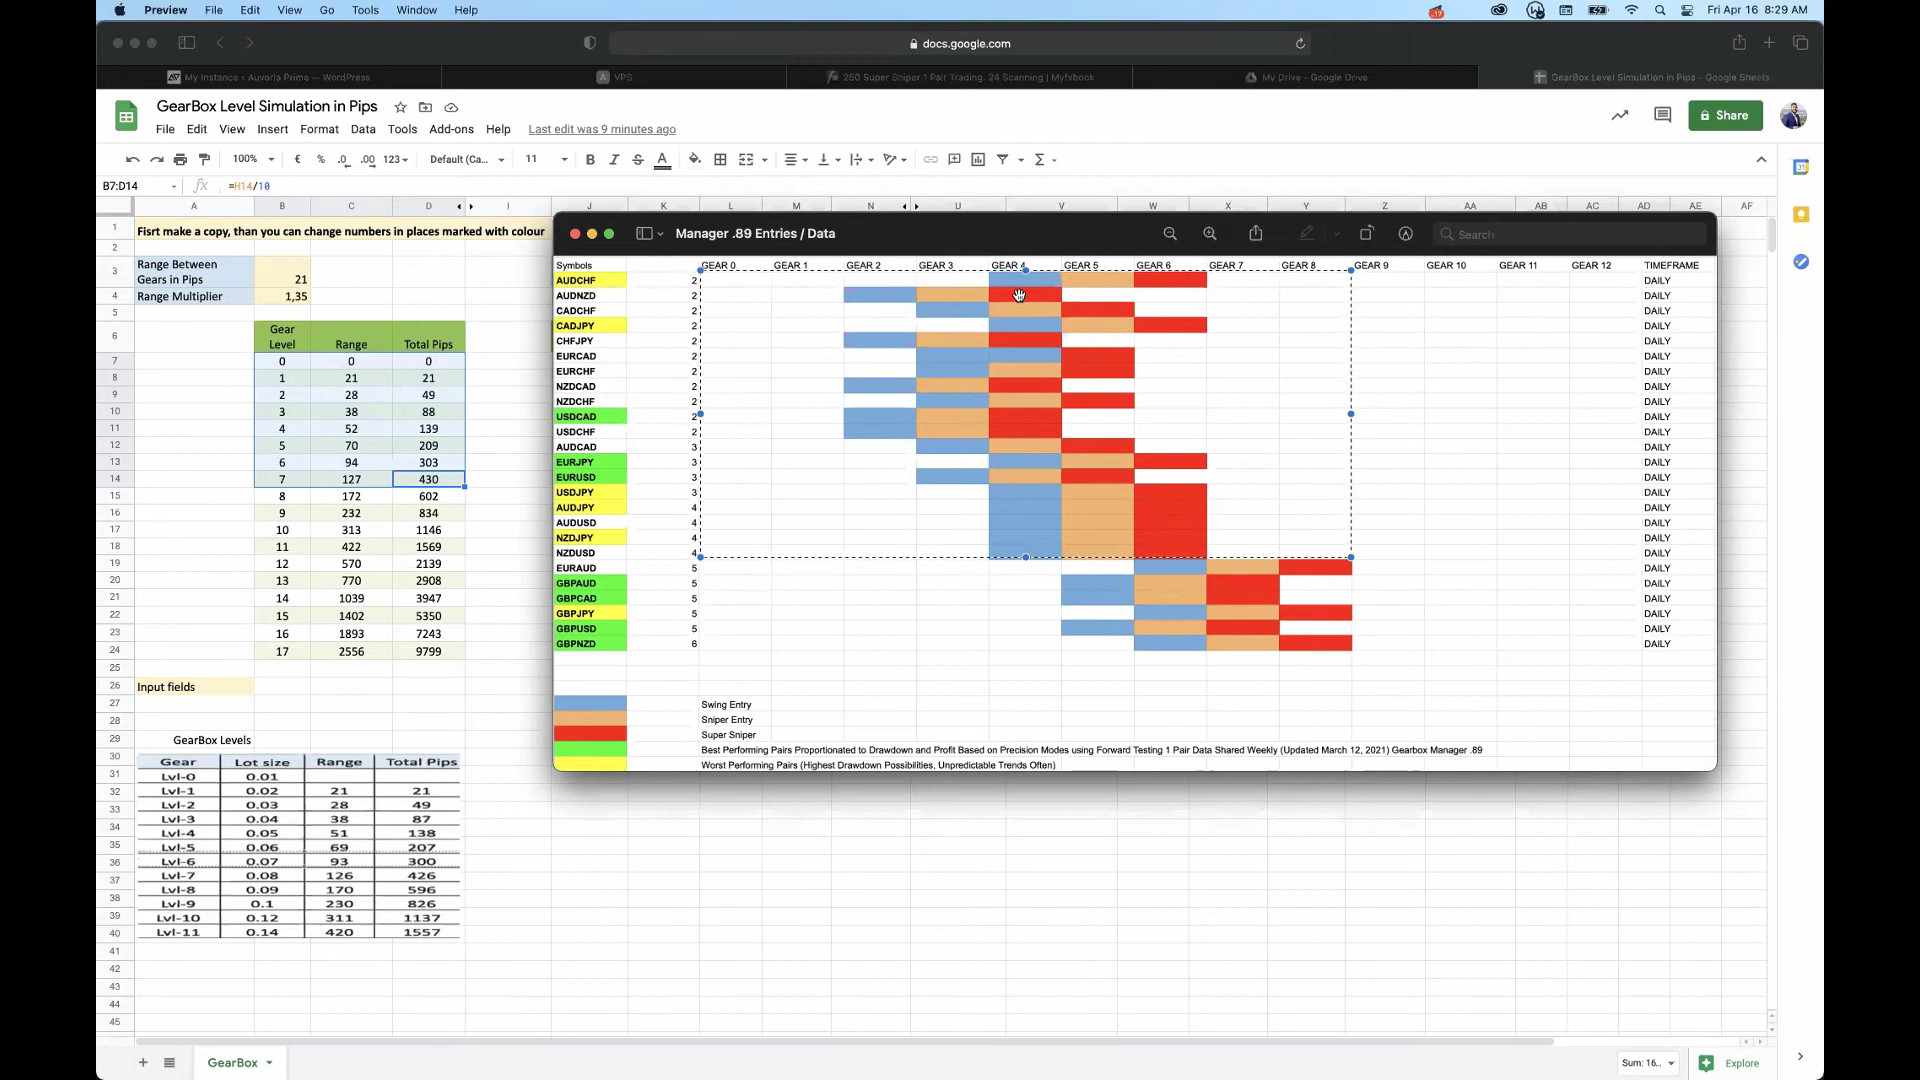 Preview File Edit View Go Tools Window Help Fri Apr 16 8:29 AM
docs.google.com
My Instance ‹ Auvoria Prime — WordPress VPS 250 Super Sniper 1 Pair Trading. 24 Scanning | Myfxbook My Drive - Google Drive GearBox Level Simulation in Pips - Google Sheets
GearBox Level Simulation in Pips
File Edit View Insert Format Data Tools Add-ons Help Last edit was 9 minutes ago
Share
100% € % .0 .00 123 Default (Ca... 11 B I S A
B7:D14 fx =H14/10
A B C D I J K L M N U V W X Y Z AA AB AC AD AE AF
1 Fisrt make a copy, than you can change numbers in places marked with colour
2
3 Range Between Gears in Pips 21
4 Range Multiplier 1,35
5
6 Gear Level Range Total Pips
7 0 0 0
8 1 21 21
9 2 28 49
10 3 38 88
11 4 52 139
12 5 70 209
13 6 94 303
14 7 127 430
15 8 172 602
16 9 232 834
17 10 313 1146
18 11 422 1569
19 12 570 2139
20 13 770 2908
21 14 1039 3947
22 15 1402 5350
23 16 1893 7243
24 17 2556 9799
25
26 Input fields
27
28
29 GearBox Levels
30 Gear Lot size Range Total Pips
31 Lvl-0 0.01
32 Lvl-1 0.02 21 21
33 Lvl-2 0.03 28 49
34 Lvl-3 0.04 38 87
35 Lvl-4 0.05 51 138
36 Lvl-5 0.06 69 207
37 Lvl-6 0.07 93 300
38 Lvl-7 0.08 126 426
39 Lvl-8 0.09 170 596
40 Lvl-9 0.1 230 826
Lvl-10 0.12 311 1137
Lvl-11 0.14 420 1557
41
42
43
44
45
Manager .89 Entries / Data
Search
Symbols GEAR 0 GEAR 1 GEAR 2 GEAR 3 GEAR 4 GEAR 5 GEAR 6 GEAR 7 GEAR 8 GEAR 9 GEAR 10 GEAR 11 GEAR 12 TIMEFRAME
AUDCHF 2 DAILY
AUDNZD 2 DAILY
CADCHF 2 DAILY
CADJPY 2 DAILY
CHFJPY 2 DAILY
EURCAD 2 DAILY
EURCHF 2 DAILY
NZDCAD 2 DAILY
NZDCHF 2 DAILY
USDCAD 2 DAILY
USDCHF 2 DAILY
AUDCAD 3 DAILY
EURJPY 3 DAILY
EURUSD 3 DAILY
USDJPY 3 DAILY
AUDJPY 4 DAILY
AUDUSD 4 DAILY
NZDJPY 4 DAILY
NZDUSD 4 DAILY
EURAUD 5 DAILY
GBPAUD 5 DAILY
GBPCAD 5 DAILY
GBPJPY 5 DAILY
GBPUSD 5 DAILY
GBPNZD 6 DAILY
Swing Entry
Sniper Entry
Super Sniper
Best Performing Pairs Proportionated to Drawdown and Profit Based on Precision Modes using Forward Testing 1 Pair Data Shared Weekly (Updated March 12, 2021) Gearbox Manager .89
Worst Performing Pairs (Highest Drawdown Possibilities, Unpredictable Trends Often)
GearBox Sum: 16... Explore